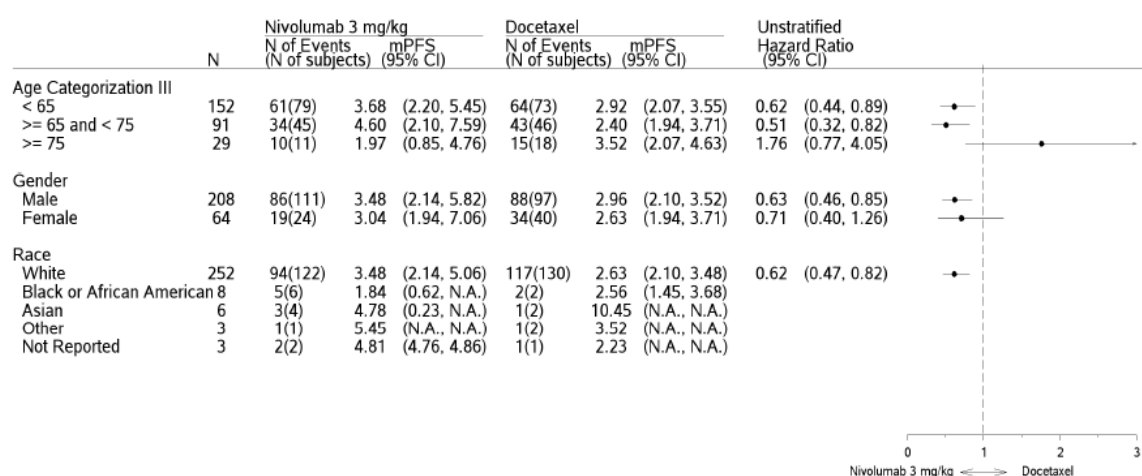 Nivolumab 3 mg/kg Docetaxel Unstratified
N of Events mPFS N of Events mPFS Hazard Ratio
N (N of subjects) (95% CI) (N of subjects) (95% CI) (95% CI)
Age Categorization III
< 65 152 61(79) 3.68 (2.20, 5.45) 64(73) 2.92 (2.07, 3.55) 0.62 (0.44, 0.89)
>= 65 and < 75 91 34(45) 4.60 (2.10, 7.59) 43(46) 2.40 (1.94, 3.71) 0.51 (0.32, 0.82)
>= 75 29 10(11) 1.97 (0.85, 4.76) 15(18) 3.52 (2.07, 4.63) 1.76 (0.77, 4.05)
Gender
Male 208 86(111) 3.48 (2.14, 5.82) 88(97) 2.96 (2.10, 3.52) 0.63 (0.46, 0.85)
Female 64 19(24) 3.04 (1.94, 7.06) 34(40) 2.63 (1.94, 3.71) 0.71 (0.40, 1.26)
Race
White 252 94(122) 3.48 (2.14, 5.06) 117(130) 2.63 (2.10, 3.48) 0.62 (0.47, 0.82)
Black or African American 8 5(6) 1.84 (0.62, N.A.) 2(2) 2.56 (1.45, 3.68)
Asian 6 3(4) 4.78 (0.23, N.A.) 1(2) 10.45 (N.A., N.A.)
Other 3 1(1) 5.45 (N.A., N.A.) 1(2) 3.52 (N.A., N.A.)
Not Reported 3 2(2) 4.81 (4.76, 4.86) 1(1) 2.23 (N.A., N.A.)
0 1 2 3
Nivolumab 3 mg/kg <----> Docetaxel